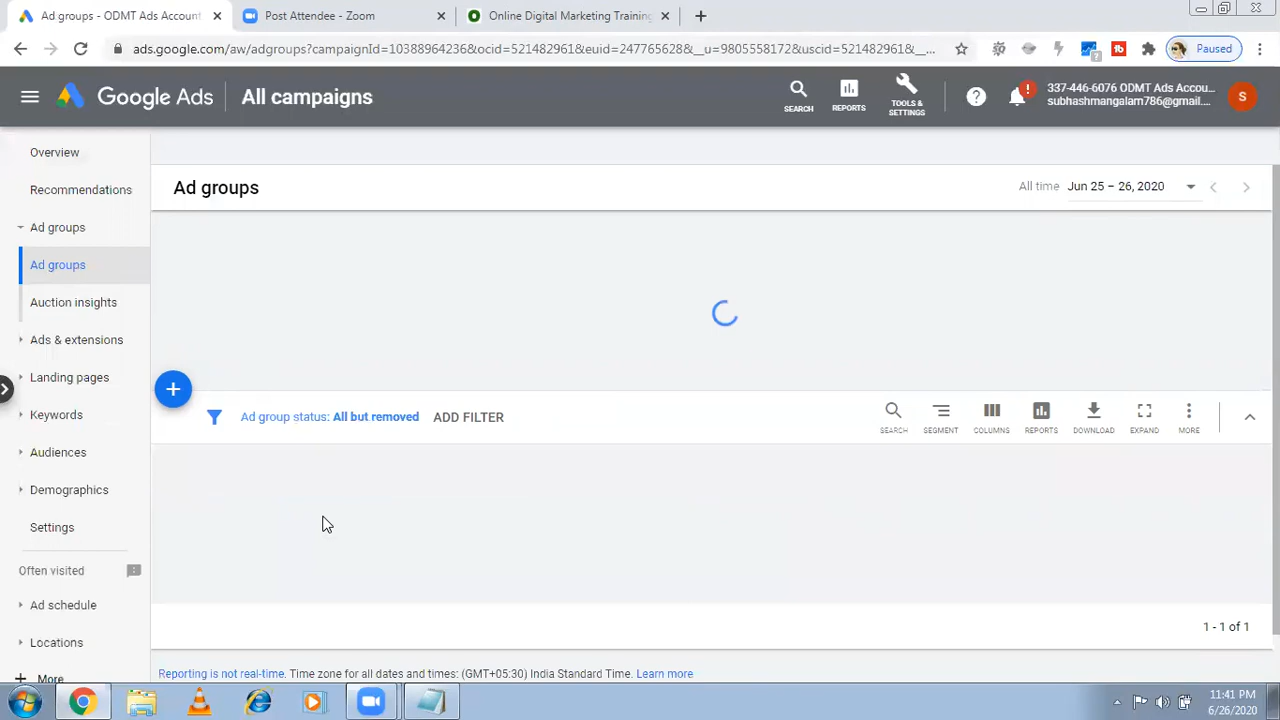 Ad groups - ODMT Ads Account
Post Attendee - Zoom
Online Digital Marketing Training
ads.google.com/aw/adgroups?campaignId=10338964236&ocid=521482961&euid=247765628&__u=9805558172&uscid=521482961&__...
Paused
Google Ads
All campaigns
SEARCH
REPORTS
TOOLS &
SETTINGS
337-446-6076 ODMT Ads Accou...
subhashmangalam786@gmail....
S
Overview
Recommendations
Ad groups
Ad groups
Auction insights
Ads & extensions
Landing pages
Keywords
Audiences
Demographics
Settings
Often visited
Ad schedule
Locations
More
Ad groups
All time Jun 25 – 26, 2020
Ad group status: All but removed ADD FILTER
SEARCH
SEGMENT
COLUMNS
REPORTS
DOWNLOAD
EXPAND
MORE
1 - 1 of 1
Reporting is not real-time. Time zone for all dates and times: (GMT+05:30) India Standard Time. Learn more
11:41 PM
6/26/2020